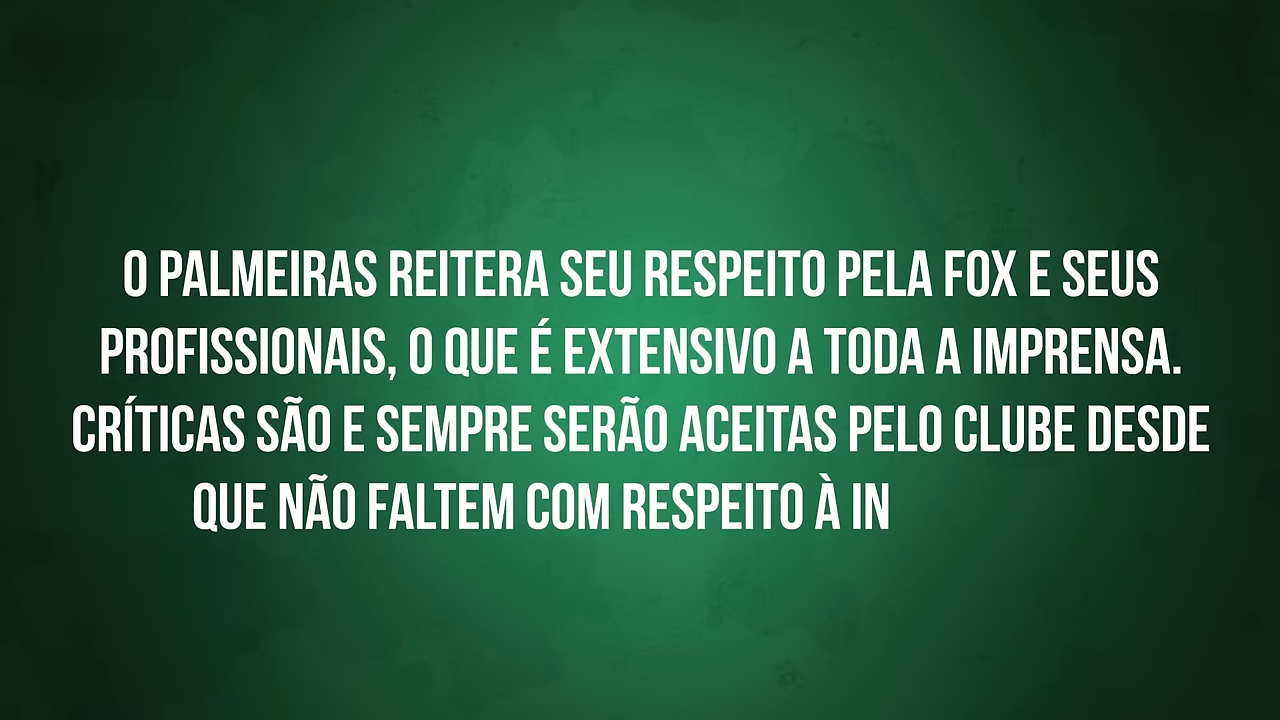 O PALMEIRAS REITERA SEU RESPEITO PELA FOX E SEUS
PROFISSIONAIS, O QUE É EXTENSIVO A TODA A IMPRENSA.
CRÍTICAS SÃO E SEMPRE SERÃO ACEITAS PELO CLUBE DESDE
QUE NÃO FALTEM COM RESPEITO À IN